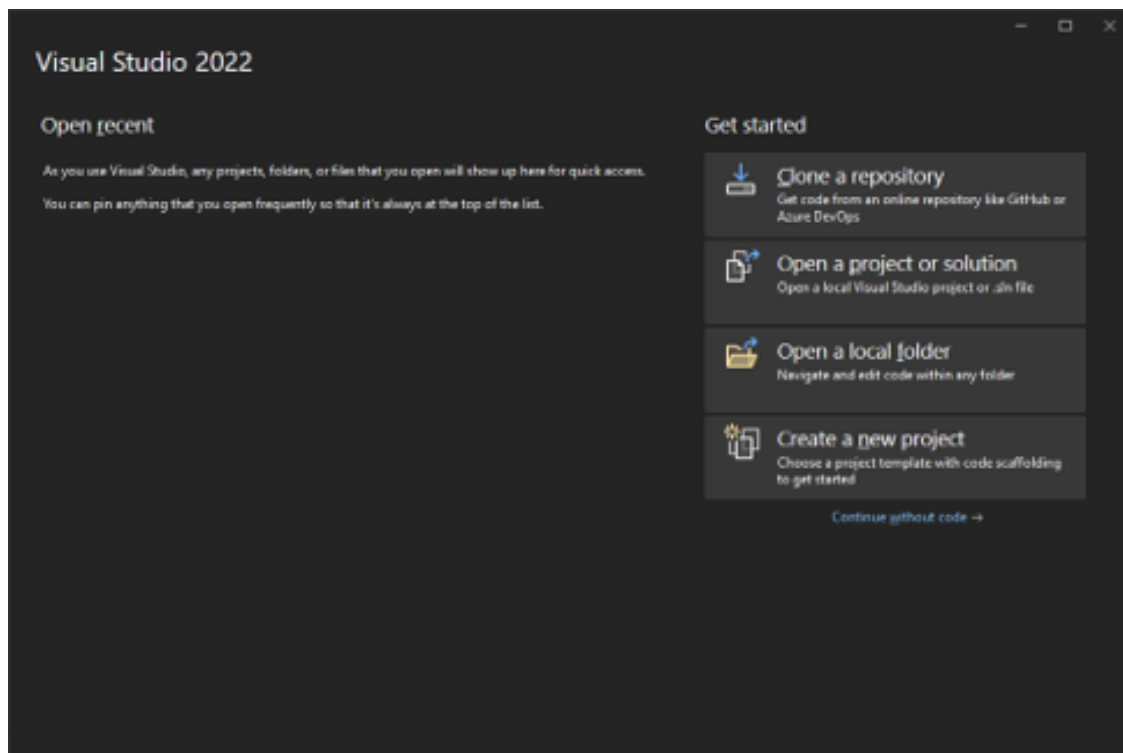 Visual Studio 2022
Open recent
As you use Visual Studio, any projects, folders, or files that you open will show up here for quick access.
You can pin anything that you open frequently so that it's always at the top of the list.
Get started
Clone a repository
Get code from an online repository like GitHub or
Azure DevOps
Open a project or solution
Open a local Visual Studio project or .sln file
Open a local folder
Navigate and edit code within any folder
Create a new project
Choose a project template with code scaffolding
to get started
Continue without code →